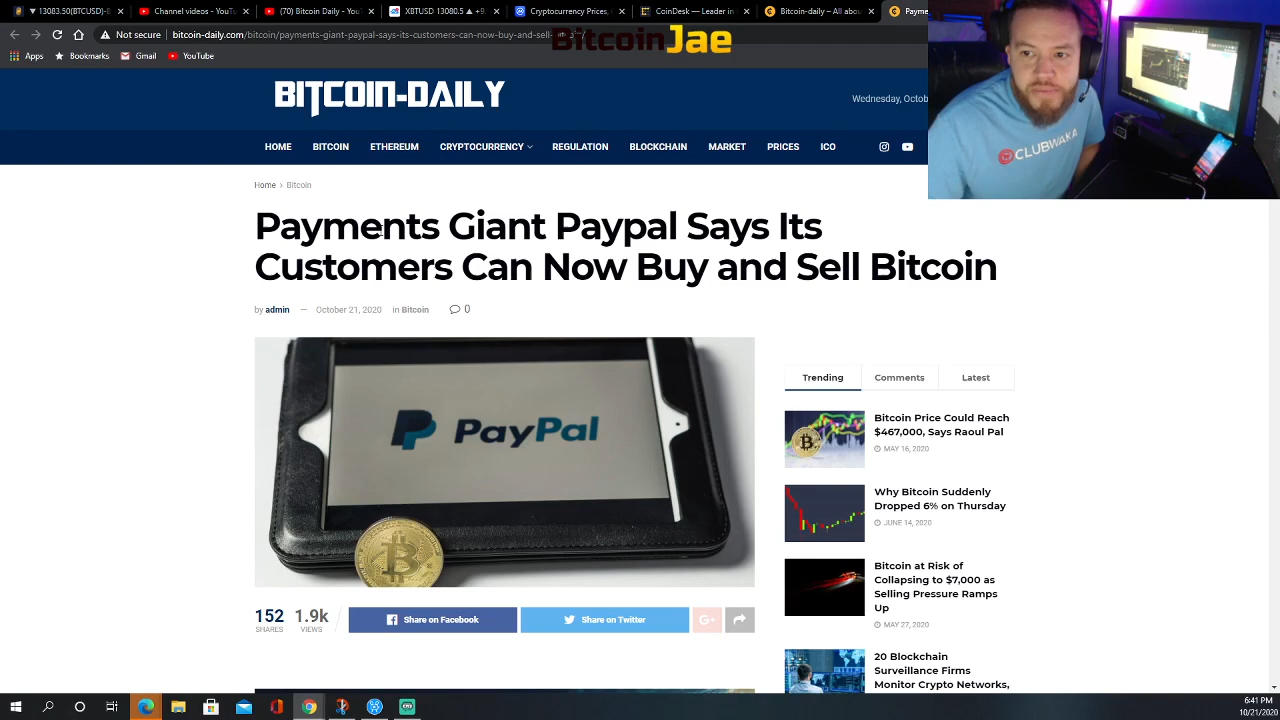 13083.50(BTCUSD)-B
YouTube
(70) Bitcoin Daily - You
XBTUSD 13080.5 ▲ +9.
Cryptocurrency Prices,
CoinDesk — Leader in
Bitcoin-daily – All abou
Paym
Not secure | bitcoin-daily.com/bitcoin/payments-giant-paypal-says-its-customers-can-now-buy-and-sell-bitcoin/
BitcoinJae
Apps
Bookmarks
Gmail
YouTube
BITCOIN-DAILY
Wednesday, Octob
HOME
BITCOIN
ETHEREUM
CRYPTOCURRENCY
REGULATION
BLOCKCHAIN
MARKET
PRICES
ICO
CLUBWAKA
Home > Bitcoin
Payments Giant Paypal Says Its
Customers Can Now Buy and Sell Bitcoin
by admin — October 21, 2020 in Bitcoin 0
PayPal
152
SHARES
1.9k
VIEWS
Share on Facebook
Share on Twitter
G+
Trending
Comments
Latest
Bitcoin Price Could Reach
$467,000, Says Raoul Pal
MAY 16, 2020
Why Bitcoin Suddenly
Dropped 6% on Thursday
JUNE 14, 2020
Bitcoin at Risk of
Collapsing to $7,000 as
Selling Pressure Ramps
Up
MAY 27, 2020
20 Blockchain
Surveillance Firms
Monitor Crypto Networks,
6:41 PM
10/21/2020